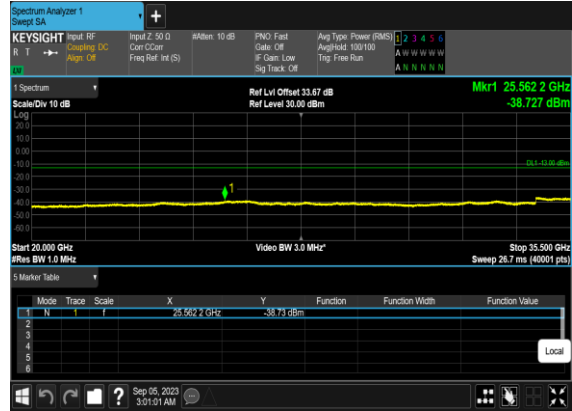 Spectrum Analyzer 1
Swept SA
+
KEYSIGHT Input: RF Input Z: 50 Ω #Atten: 10 dB PNO: Fast Avg Type: Power (RMS) 1 2 3 4 5 6
R T Coupling: DC Corr CCorr Gate: Off Avg|Hold: 100/100 A W W W W W
Align: Off Freq Ref: Int (S) IF Gain: Low Trig: Free Run
Sig Track: Off A N N N N N
1 Spectrum Ref Lvl Offset 33.67 dB Mkr1 25.562 2 GHz
Scale/Div 10 dB Ref Level 30.00 dBm -38.727 dBm
Log
20.0
10.0
0.00
-10.0
DL1 -13.00 dBm
-20.0
-30.0
1
-40.0
-50.0
-60.0
Start 20.000 GHz Video BW 3.0 MHz* Stop 35.500 GHz
#Res BW 1.0 MHz Sweep 26.7 ms (40001 pts)
5 Marker Table
Mode Trace Scale X Y Function Function Width Function Value
1 N 1 f 25.562 2 GHz -38.73 dBm
2
3
4
5
6
Local
? Sep 05, 2023
3:01:01 AM